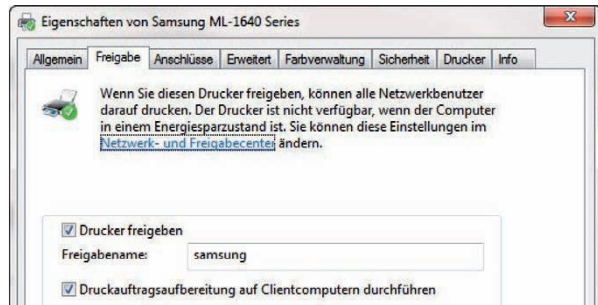 Eigenschaften von Samsung ML-1640 Series
Allgemein Freigabe Anschlüsse Erweitert Farbverwaltung Sicherheit Drucker Info
Wenn Sie diesen Drucker freigeben, können alle Netzwerkbenutzer
darauf drucken. Der Drucker ist nicht verfügbar, wenn der Computer
in einem Energiesparzustand ist. Sie können diese Einstellungen im
Netzwerk- und Freigabecenter ändern.
Drucker freigeben
Freigabename: samsung
Druckauftragsaufbereitung auf Clientcomputern durchführen